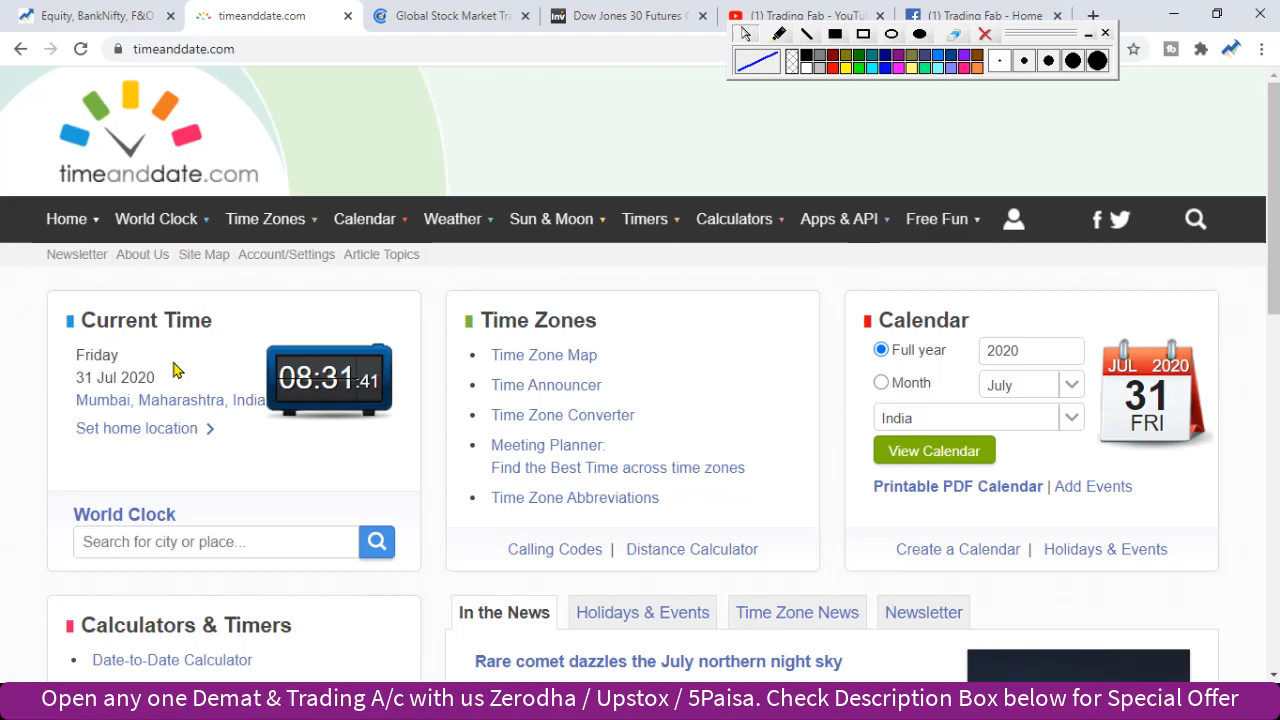 Equity, BankNifty, F&O
timeanddate.com
Global Stock Market Tra
Inv
Dow Jones 30 Futures C
(1) Trading Fab - YouTu
(1) Trading Fab - Home
timeanddate.com
timeanddate.com
Home World Clock Time Zones Calendar Weather Sun & Moon Timers Calculators Apps & API Free Fun
Newsletter About Us Site Map Account/Settings Article Topics
Current Time
Friday
31 Jul 2020
Mumbai, Maharashtra, India
Set home location
08:31:41
World Clock
Search for city or place...
Time Zones
Time Zone Map
Time Announcer
Time Zone Converter
Meeting Planner:
Find the Best Time across time zones
Time Zone Abbreviations
Calling Codes | Distance Calculator
Calendar
Full year 2020
Month July
India
View Calendar
JUL 2020
31
FRI
Printable PDF Calendar | Add Events
Create a Calendar | Holidays & Events
Calculators & Timers
Date-to-Date Calculator
In the News Holidays & Events Time Zone News Newsletter
Rare comet dazzles the July northern night sky
Open any one Demat & Trading A/c with us Zerodha / Upstox / 5Paisa. Check Description Box below for Special Offer